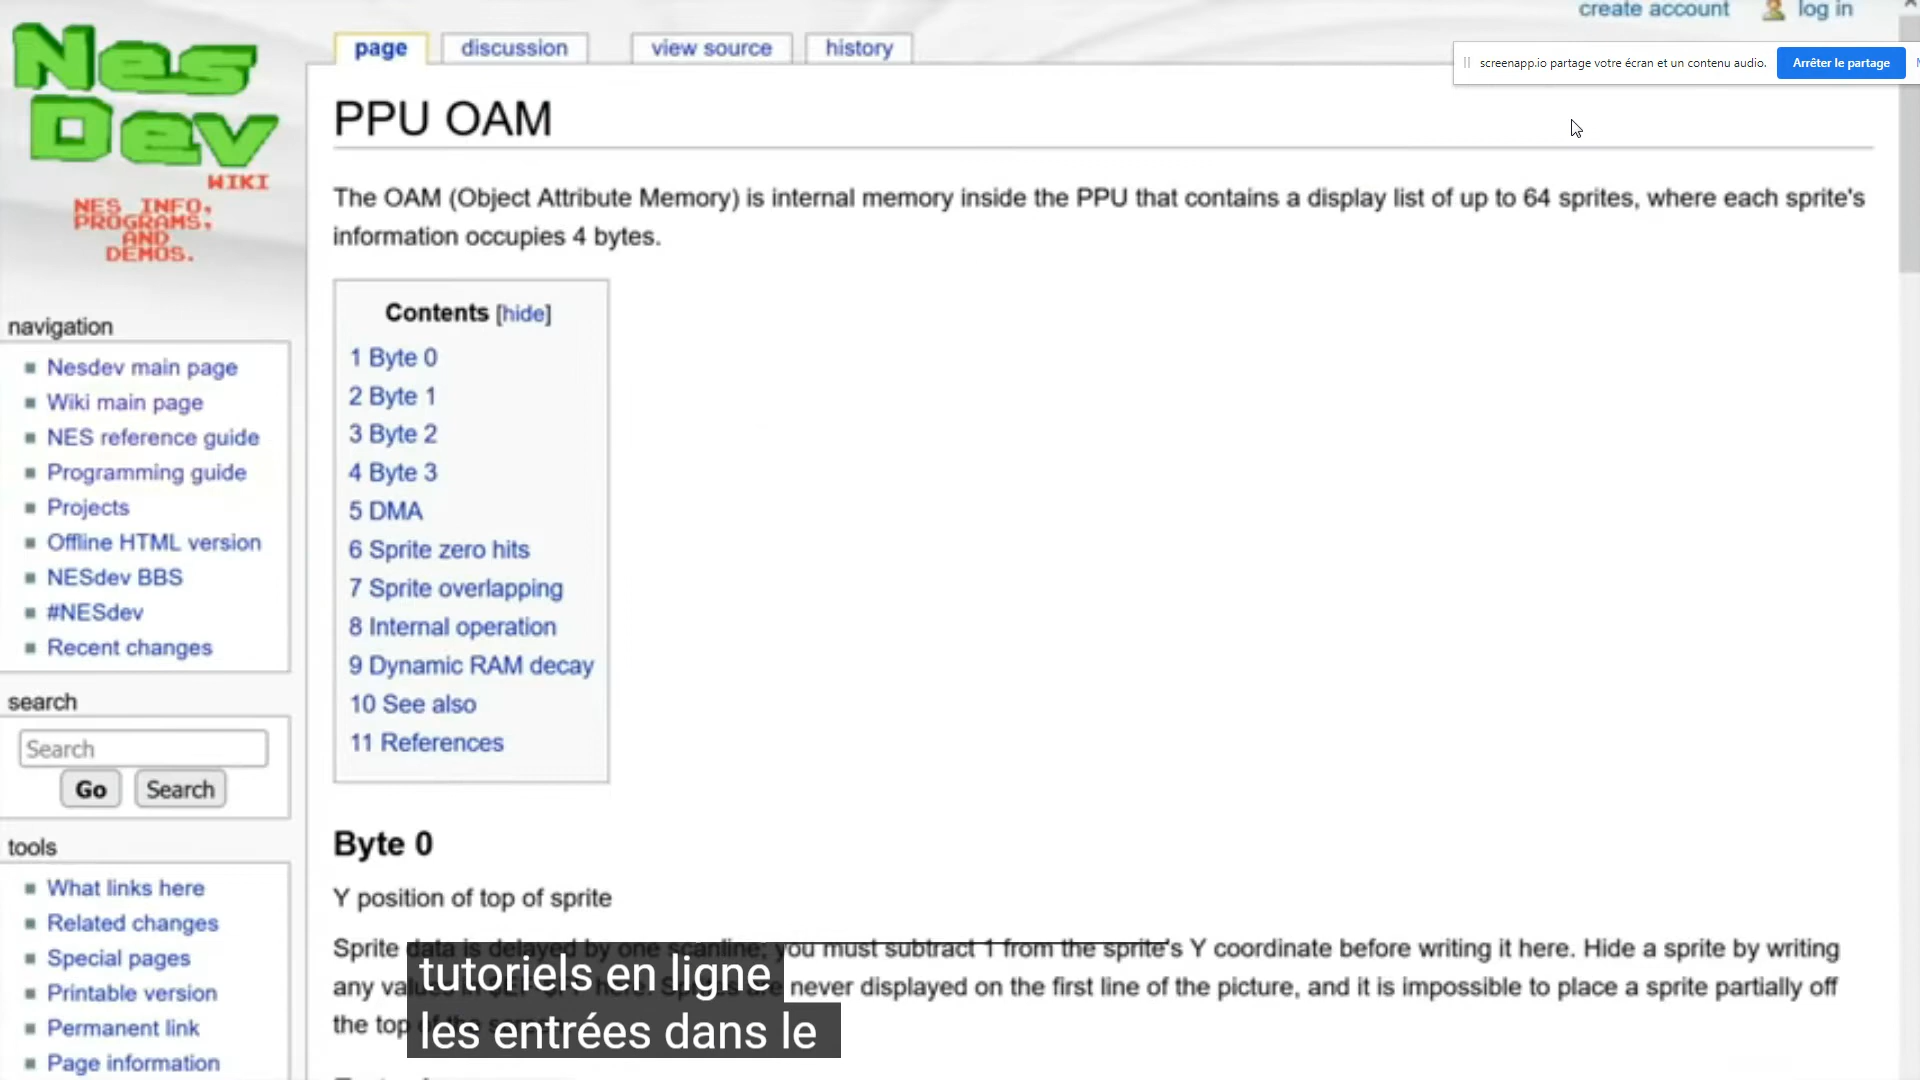 create account
log in
page
discussion
view source
history
screenapp.io partage votre écran et un contenu audio.
Arrêter le partage
Nes
Dev
WIKI
NES INFO,
PROGRAMS,
AND
DEMOS.
PPU OAM
The OAM (Object Attribute Memory) is internal memory inside the PPU that contains a display list of up to 64 sprites, where each sprite's
information occupies 4 bytes.
Contents [hide]
1 Byte 0
2 Byte 1
3 Byte 2
4 Byte 3
5 DMA
6 Sprite zero hits
7 Sprite overlapping
8 Internal operation
9 Dynamic RAM decay
10 See also
11 References
navigation
Nesdev main page
Wiki main page
NES reference guide
Programming guide
Projects
Offline HTML version
NESdev BBS
#NESdev
Recent changes
search
Search
Go
Search
tools
What links here
Related changes
Special pages
Printable version
Permanent link
Page information
Byte 0
Y position of top of sprite
Sprite data is delayed by one scanline; you must subtract 1 from the sprite's Y coordinate before writing it here. Hide a sprite by writing
any never displayed on the first line of the picture, and it is impossible to place a sprite partially off
the top
tutoriels en ligne
les entrées dans le